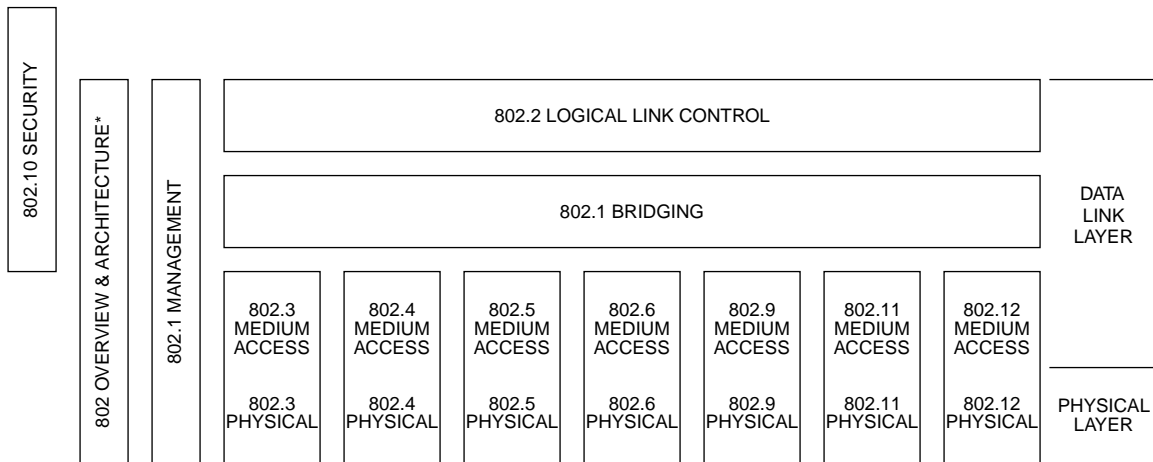 802.10 SECURITY
802 OVERVIEW & ARCHITECTURE*
802.1 MANAGEMENT
802.2 LOGICAL LINK CONTROL
802.1 BRIDGING
DATA
LINK
LAYER
802.3
MEDIUM
ACCESS
802.4
MEDIUM
ACCESS
802.5
MEDIUM
ACCESS
802.6
MEDIUM
ACCESS
802.9
MEDIUM
ACCESS
802.11
MEDIUM
ACCESS
802.12
MEDIUM
ACCESS
802.3
PHYSICAL
802.4
PHYSICAL
802.5
PHYSICAL
802.6
PHYSICAL
802.9
PHYSICAL
802.11
PHYSICAL
802.12
PHYSICAL
PHYSICAL
LAYER